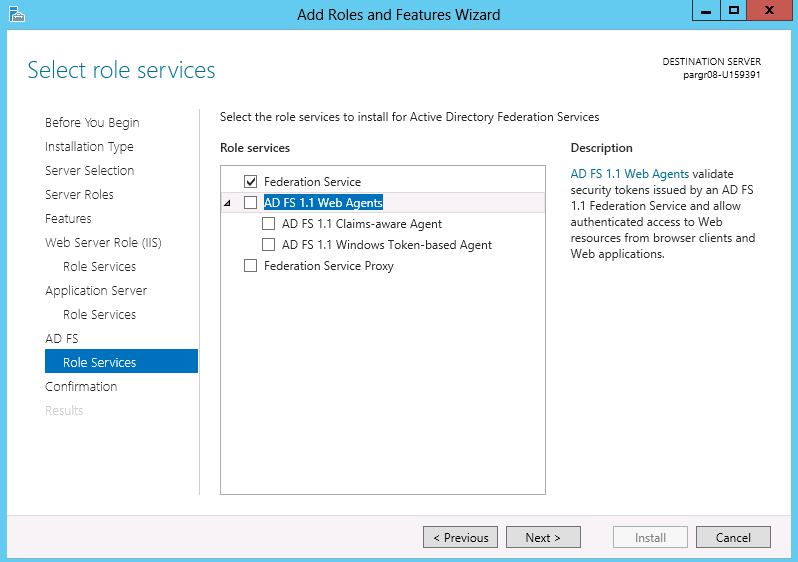 Add Roles and Features Wizard
Select role services
DESTINATION SERVER
pargr08-U159391
Before You Begin
Installation Type
Server Selection
Server Roles
Features
Web Server Role (IIS)
Role Services
Application Server
Role Services
AD FS
Role Services
Confirmation
Results
Select the role services to install for Active Directory Federation Services
Role services
Federation Service
AD FS 1.1 Web Agents
AD FS 1.1 Claims-aware Agent
AD FS 1.1 Windows Token-based Agent
Federation Service Proxy
Description
AD FS 1.1 Web Agents validate
security tokens issued by an AD FS
1.1 Federation Service and allow
authenticated access to Web
resources from browser clients and
Web applications.
< Previous
Next >
Install
Cancel